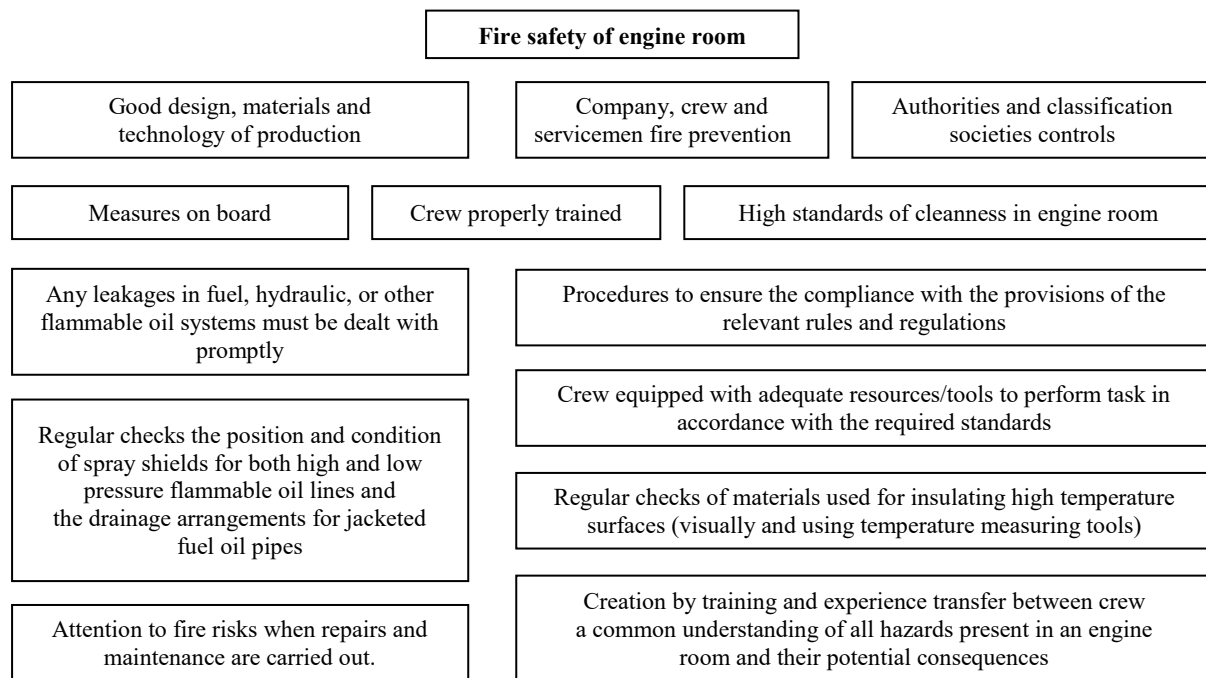 Fire safety of engine room
Good design, materials and
technology of production
Company, crew and
servicemen fire prevention
Authorities and classification
societies controls
Measures on board
Crew properly trained
High standards of cleanness in engine room
Any leakages in fuel, hydraulic, or other
flammable oil systems must be dealt with
promptly
Procedures to ensure the compliance with the provisions of the
relevant rules and regulations
Crew equipped with adequate resources/tools to perform task in
accordance with the required standards
Regular checks the position and condition
of spray shields for both high and low
pressure flammable oil lines and
the drainage arrangements for jacketed
fuel oil pipes
Regular checks of materials used for insulating high temperature
surfaces (visually and using temperature measuring tools)
Attention to fire risks when repairs and
maintenance are carried out.
Creation by training and experience transfer between crew
a common understanding of all hazards present in an engine
room and their potential consequences